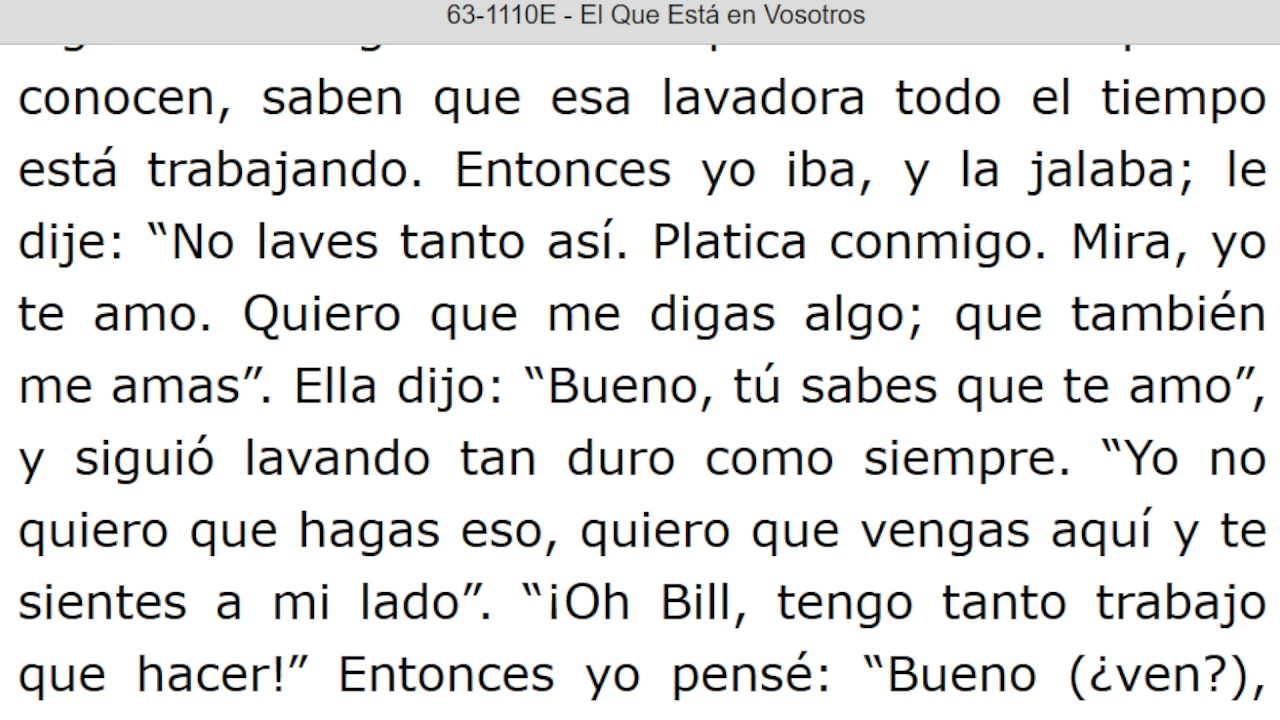 63-1110E - El Que Está en Vosotros
conocen, saben que esa lavadora todo el tiempo
está trabajando. Entonces yo iba, y la jalaba; le
dije: “No laves tanto así. Platica conmigo. Mira, yo
te amo. Quiero que me digas algo; que también
me amas”. Ella dijo: “Bueno, tú sabes que te amo”,
y siguió lavando tan duro como siempre. “Yo no
quiero que hagas eso, quiero que vengas aquí y te
sientes a mi lado”. “¡Oh Bill, tengo tanto trabajo
que hacer!” Entonces yo pensé: “Bueno (¿ven?),